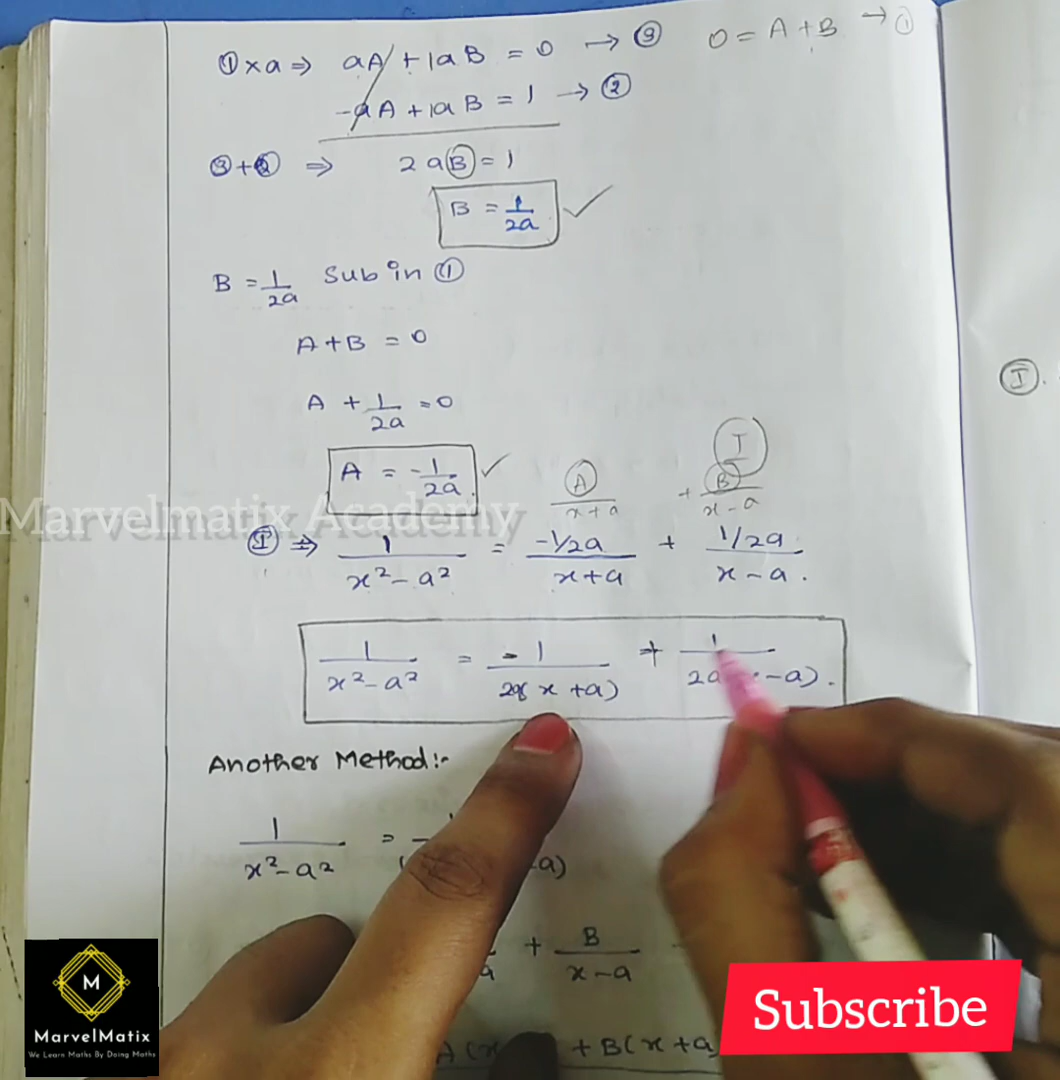 ①×a ⇒ aA + aB = 0 → ③ 0 = A + B → ①
-aA + aB = 1 → ②
③+② ⇒ 2aB = 1
B = 1/2a ✓
B = 1/2a Sub in ①
A + B = 0
A + 1/2a = 0
A = -1/2a ✓
A/x+a + B/x-a
I
I
Marvelmatix Academy
I ⇒ 1/x²-a² = -1/2a/x+a + 1/2a/x-a.
1/x²-a² = -1/2a(x+a) + 1/2a -a).
Another Method:-
1/x²-a² = -a)
a + B/x-a
A(x + B(x+a
M
MarvelMatix
We Learn Maths By Doing Maths
Subscribe